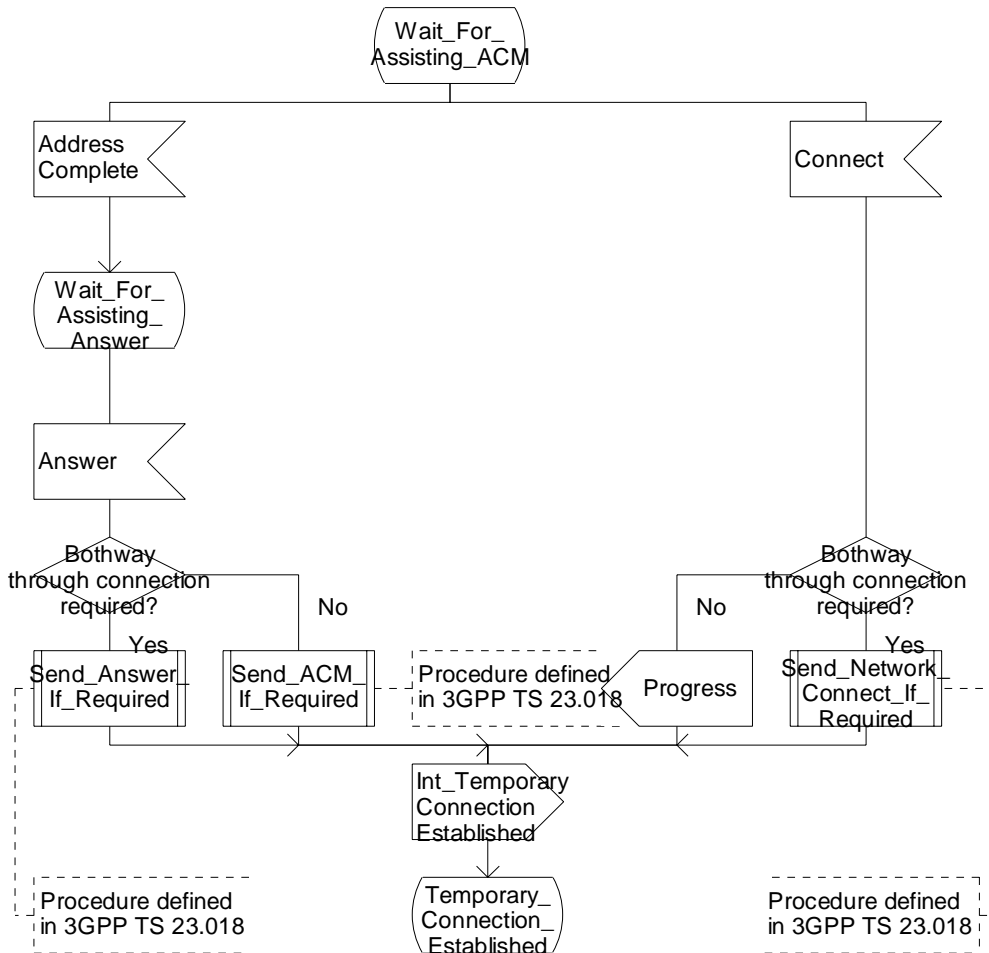 Wait_For_
Assisting_ACM
Address
Complete
Connect
Wait_For_
Assisting_
Answer
Answer
Bothway
through connection
required?
Bothway
through connection
required?
No
No
Yes
Yes
Send_Answer_
If_Required
Send_ACM_
If_Required
Procedure defined
in 3GPP TS 23.018
Progress
Send_Network_
Connect_If_
Required
Int_Temporary
Connection
Established
Procedure defined
in 3GPP TS 23.018
Temporary_
Connection_
Established
Procedure defined
in 3GPP TS 23.018